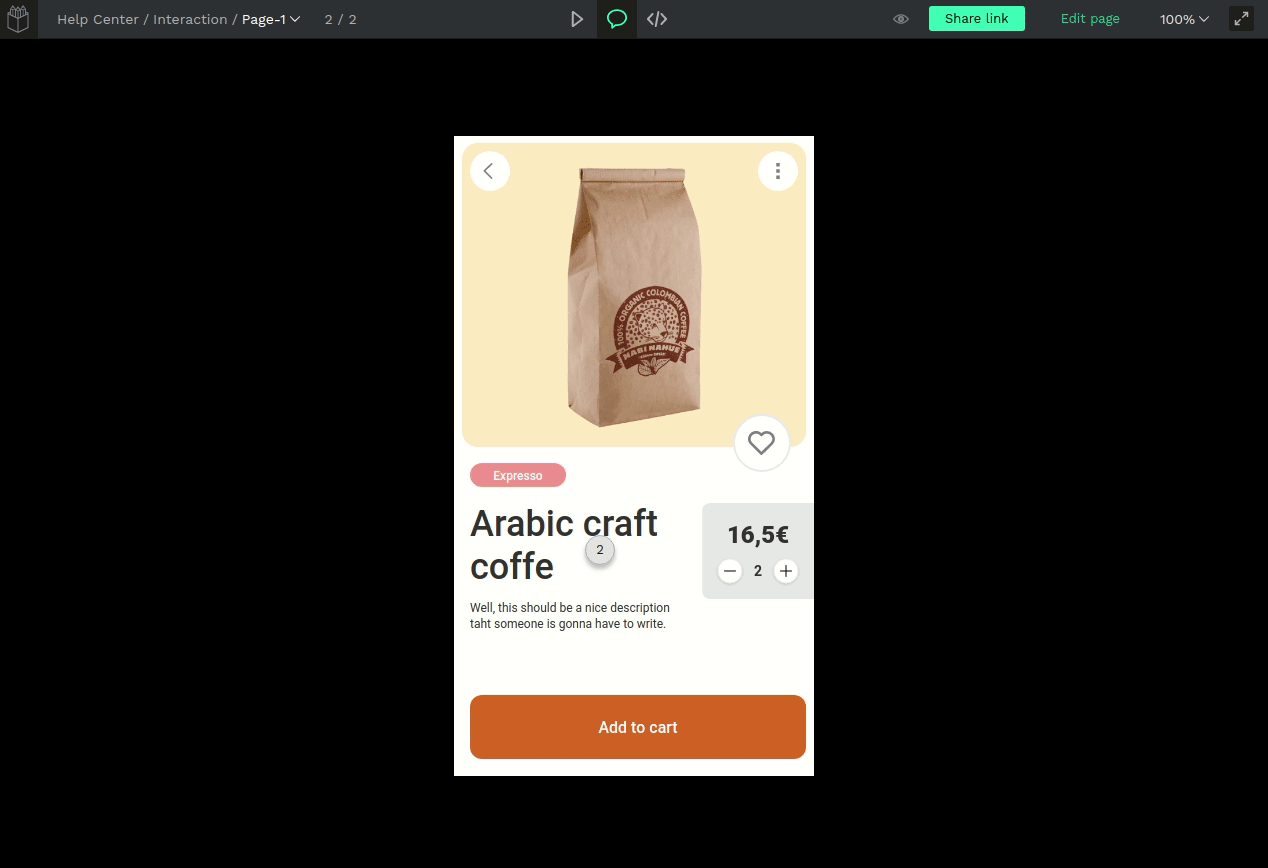 Help Center / Interaction / Page-1 2 / 2
Share link
Edit page
100%
100% ORGANIC COLOMBIAN COFFEE
WABI NAHUE
Expresso
Arabic craft
coffe
2
16,5€
2
Well, this should be a nice description
taht someone is gonna have to write.
Add to cart